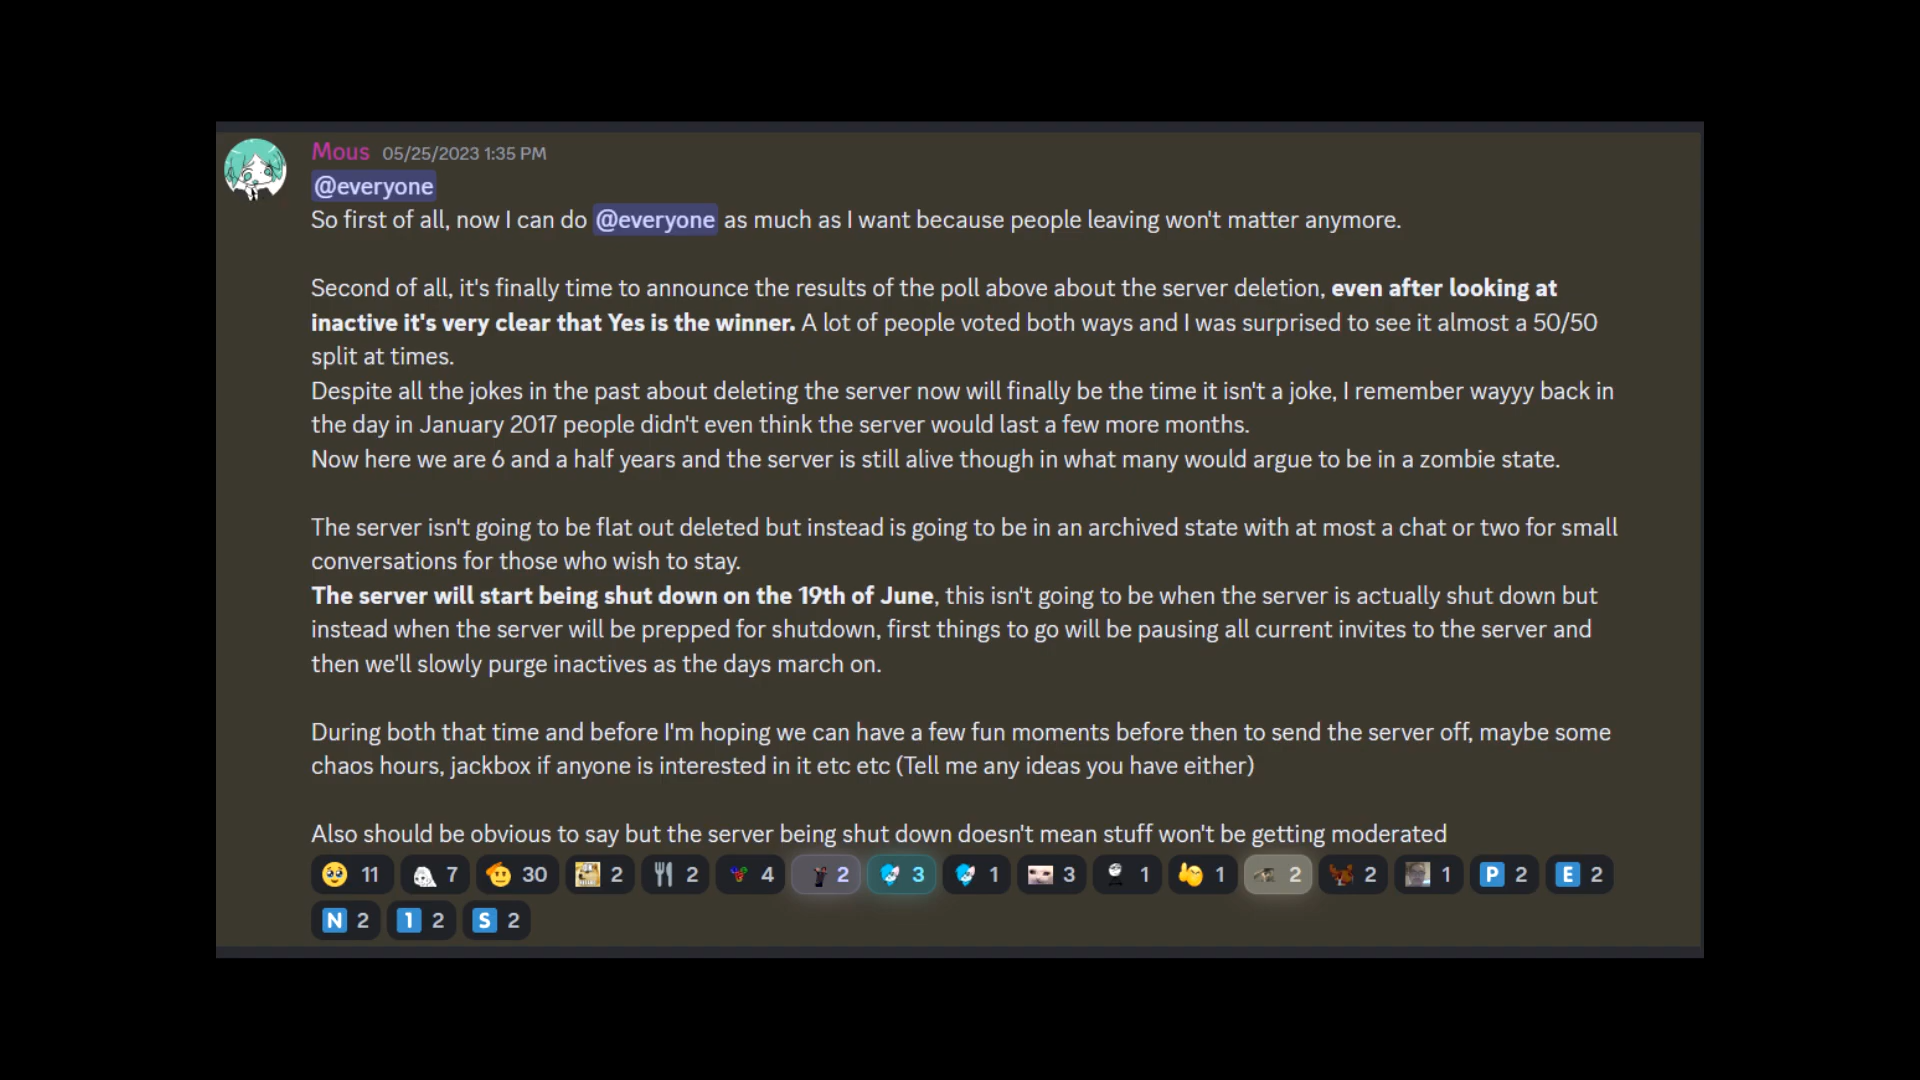 Mous 05/25/2023 1:35 PM
@everyone
So first of all, now I can do @everyone as much as I want because people leaving won't matter anymore.
Second of all, it's finally time to announce the results of the poll above about the server deletion, even after looking at
inactive it's very clear that Yes is the winner. A lot of people voted both ways and I was surprised to see it almost a 50/50
split at times.
Despite all the jokes in the past about deleting the server now will finally be the time it isn't a joke, I remember wayyy back in
the day in January 2017 people didn't even think the server would last a few more months.
Now here we are 6 and a half years and the server is still alive though in what many would argue to be in a zombie state.
The server isn't going to be flat out deleted but instead is going to be in an archived state with at most a chat or two for small
conversations for those who wish to stay.
The server will start being shut down on the 19th of June, this isn't going to be when the server is actually shut down but
instead when the server will be prepped for shutdown, first things to go will be pausing all current invites to the server and
then we'll slowly purge inactives as the days march on.
During both that time and before I'm hoping we can have a few fun moments before then to send the server off, maybe some
chaos hours, jackbox if anyone is interested in it etc etc (Tell me any ideas you have either)
Also should be obvious to say but the server being shut down doesn't mean stuff won't be getting moderated
11 7 30 2 2 4 2 3 1 3 1 1 2 2 1 P 2 E 2
N 2 1 2 S 2